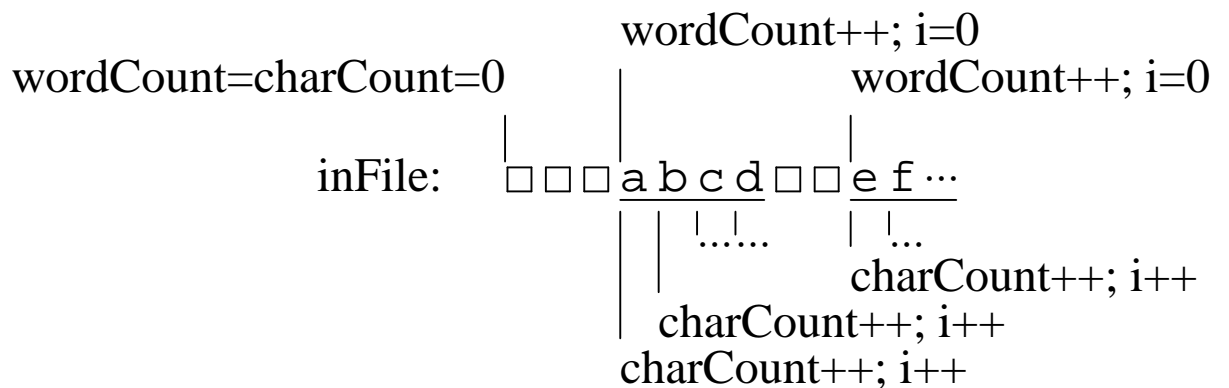 wordCount++; i=0
wordCount=charCount=0 wordCount++; i=0
inFile: □□□abcd□□ef...
...... ...
charCount++; i++
charCount++; i++
charCount++; i++